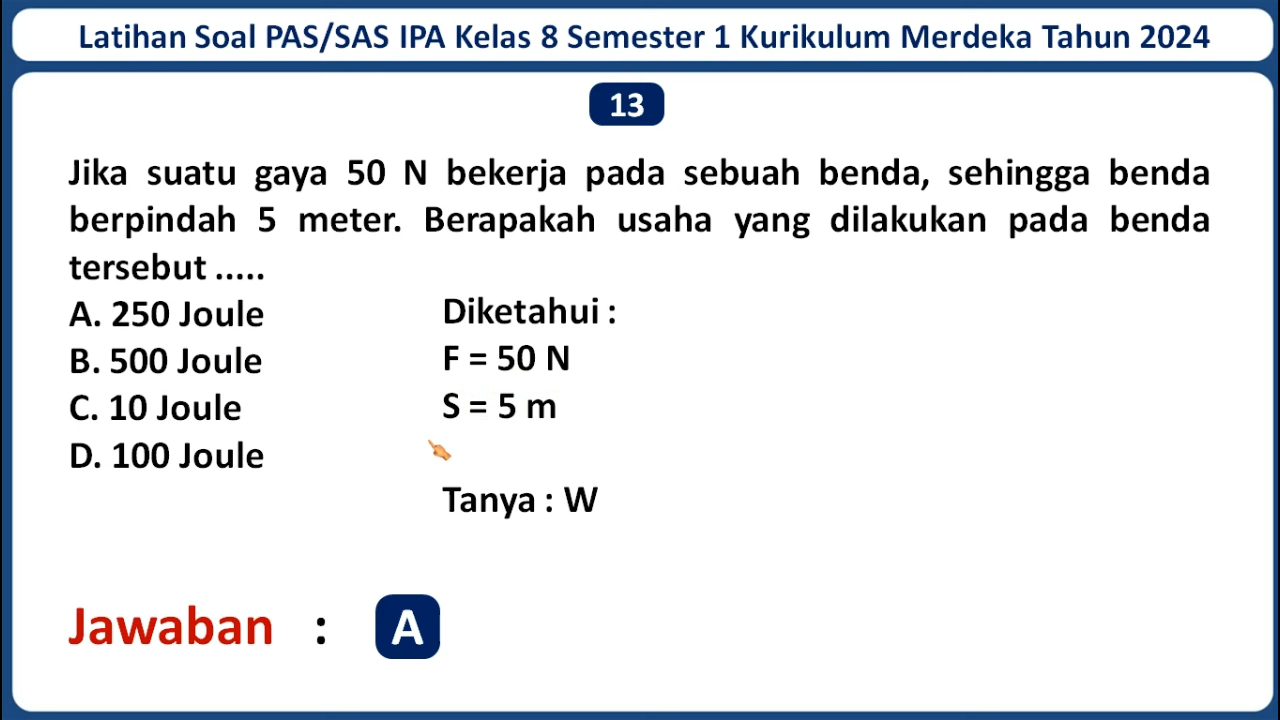 Latihan Soal PAS/SAS IPA Kelas 8 Semester 1 Kurikulum Merdeka Tahun 2024
13
Jika suatu gaya 50 N bekerja pada sebuah benda, sehingga benda
berpindah 5 meter. Berapakah usaha yang dilakukan pada benda
tersebut .....
A. 250 Joule
B. 500 Joule
C. 10 Joule
D. 100 Joule
Diketahui :
F = 50 N
S = 5 m
Tanya : W
Jawaban : A